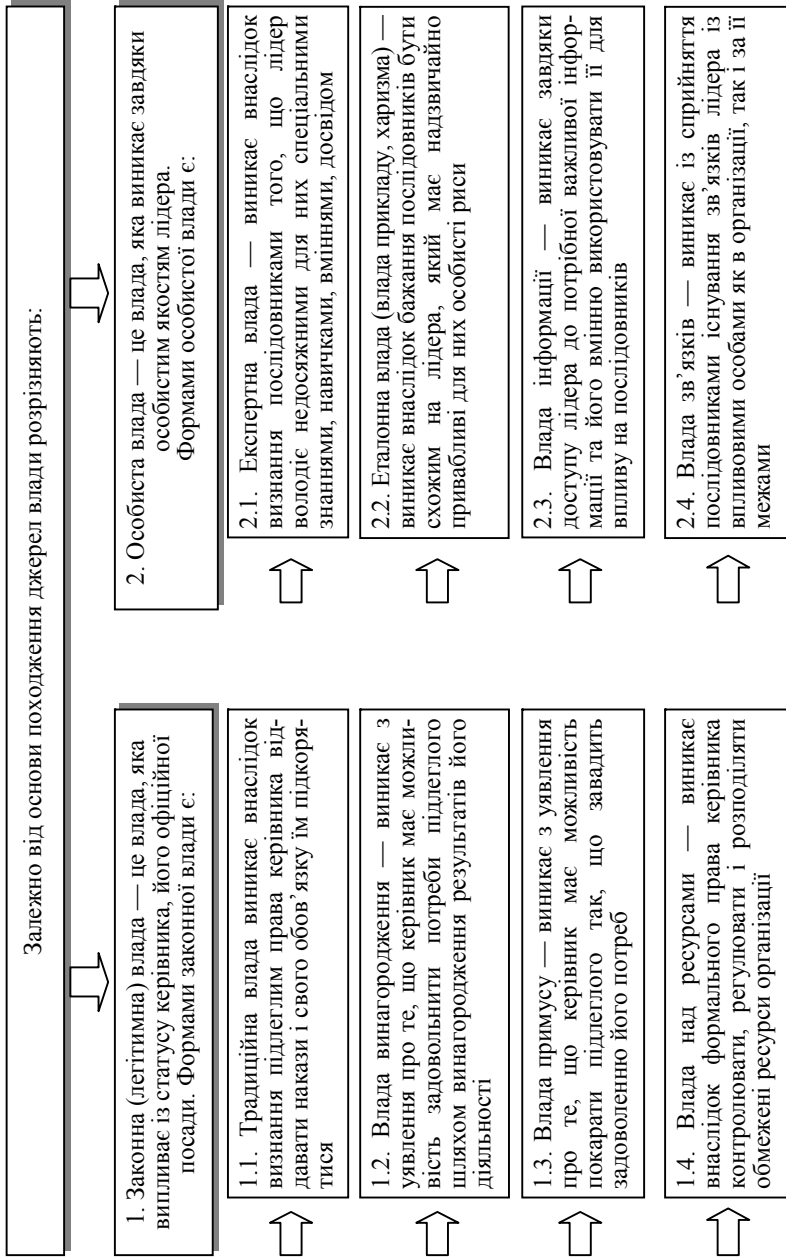 Залежно від основи походження джерел влади розрізняють:
1. Законна (легітимна) влада — це влада, яка
випливає із статусу керівника, його офіційної
посади. Формами законної влади є:
1.1. Традиційна влада виникає внаслідок
визнання підлеглим права керівника від-
давати накази і свого обов’язку їм підкоря-
тися
1.2. Влада винагородження — виникає з
уявлення про те, що керівник має можли-
вість задовольнити потреби підлеглого
шляхом винагородження результатів його
діяльності
1.3. Влада примусу — виникає з уявлення
про те, що керівник має можливість
покарати підлеглого так, що завадить
задоволенню його потреб
1.4. Влада над ресурсами — виникає
внаслідок формального права керівника
контролювати, регулювати і розподіляти
обмежені ресурси організації
2. Особиста влада — це влада, яка виникає завдяки
особистим якостям лідера.
Формами особистої влади є:
2.1. Експертна влада — виникає внаслідок
визнання послідовниками того, що лідер
володіє недосяжними для них спеціальними
знаннями, навичками, вміннями, досвідом
2.2. Еталонна влада (влада прикладу, харизма) —
виникає внаслідок бажання послідовників бути
схожим на лідера, який має надзвичайно
привабливі для них особисті риси
2.3. Влада інформації — виникає завдяки
доступу лідера до потрібної важливої інфор-
мації та його вмінню використовувати її для
впливу на послідовників
2.4. Влада зв’язків — виникає із сприйняття
послідовниками існування зв’язків лідера із
впливовими особами як в організації, так і за її
межами